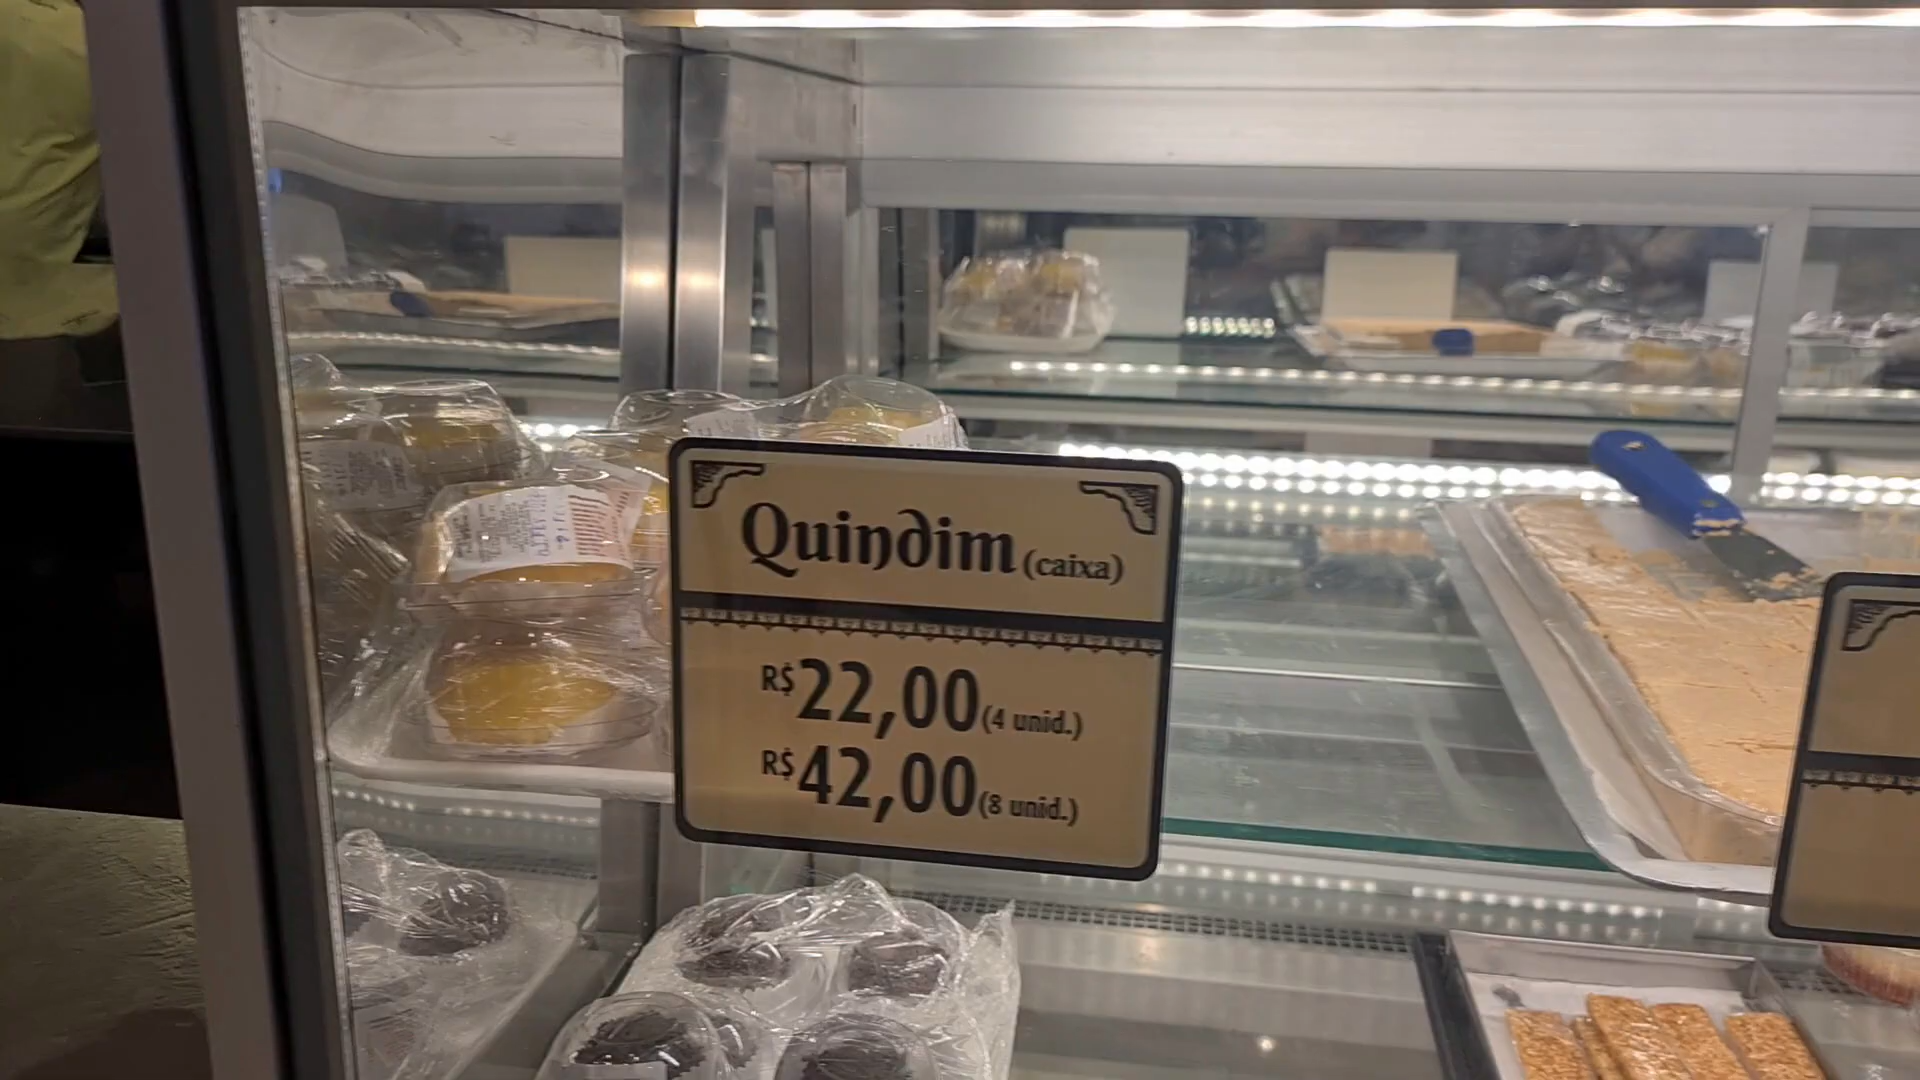 Quindim (caixa)
R$ 22,00 (4 unid.)
R$ 42,00 (8 unid.)